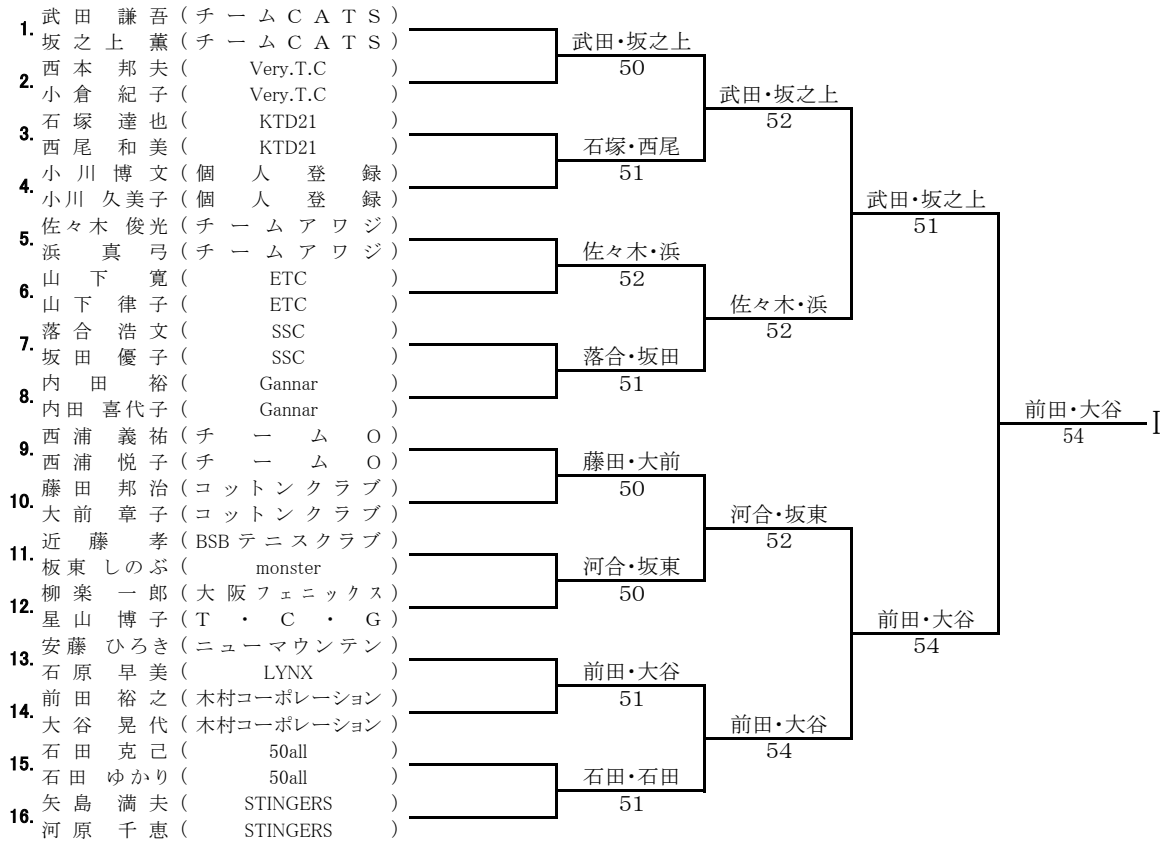 1. 武田 謙吾 (チームCATS)
坂之上 薫 (チームCATS)
2. 西本 邦夫 ( Very.T.C )
小倉 紀子 ( Very.T.C )
3. 石塚 達也 ( KTD21 )
西尾 和美 ( KTD21 )
4. 小川 博文 (個人登録)
小川 久美子 (個人登録)
5. 佐々木 俊光 (チームアワジ)
浜 真弓 (チームアワジ)
6. 山下 寛 ( ETC )
山下 律子 ( ETC )
7. 落合 浩文 ( SSC )
坂田 優子 ( SSC )
8. 内田 裕 ( Gannar )
内田 喜代子 ( Gannar )
9. 西浦 義祐 (チームO)
西浦 悦子 (チームO)
10. 藤田 邦治 (コットンクラブ)
大前 章子 (コットンクラブ)
11. 近藤 孝 (BSBテニスクラブ)
板東 しのぶ ( monster )
12. 柳楽 一郎 (大阪フェニックス)
星山 博子 (T・C・G)
13. 安藤 ひろき (ニューマウンテン)
石原 早美 ( LYNX )
14. 前田 裕之 (木村コーポレーション)
大谷 晃代 (木村コーポレーション)
15. 石田 克己 ( 50all )
石田 ゆかり ( 50all )
16. 矢島 満夫 ( STINGERS )
河原 千恵 ( STINGERS )
武田・坂之上
50
石塚・西尾
51
佐々木・浜
52
落合・坂田
51
藤田・大前
50
河合・坂東
50
前田・大谷
51
石田・石田
51
武田・坂之上
52
佐々木・浜
52
河合・坂東
52
前田・大谷
54
武田・坂之上
51
前田・大谷
54
前田・大谷
54
I